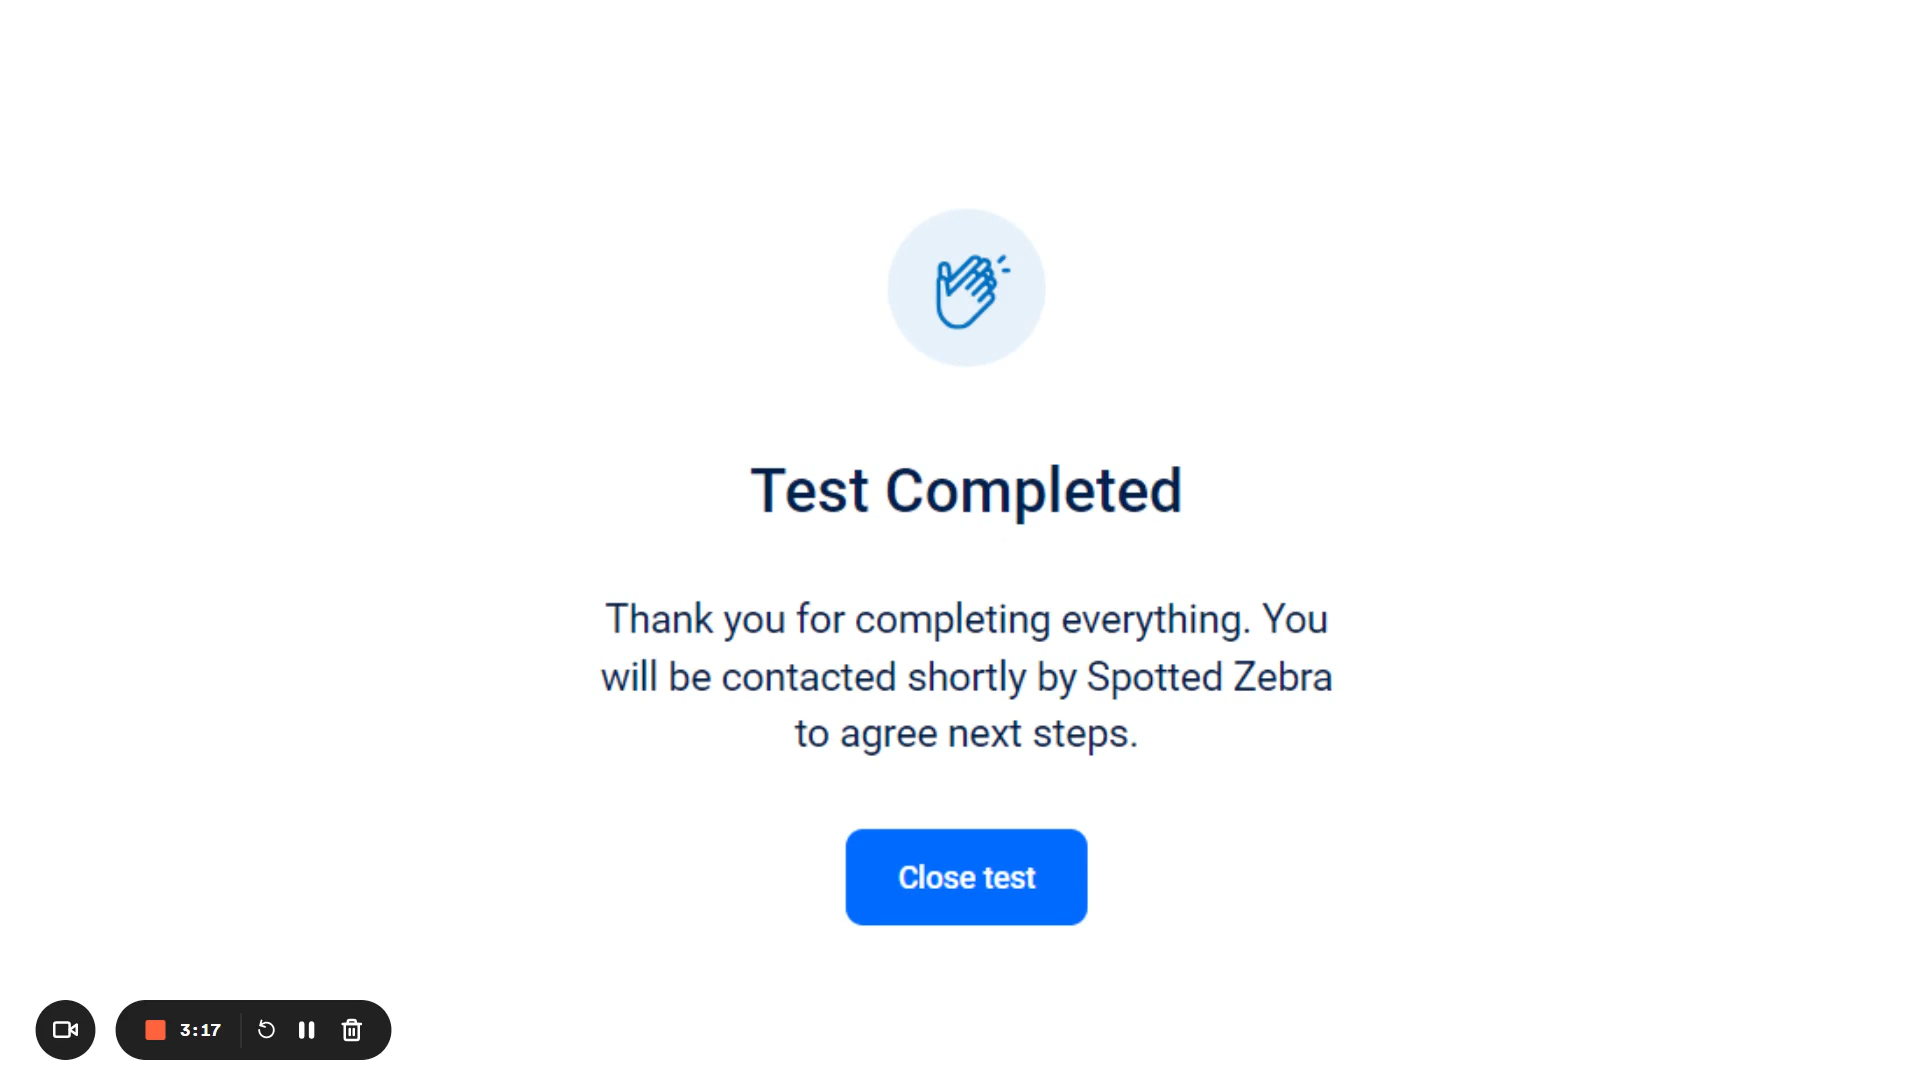 Test Completed
Thank you for completing everything. You
will be contacted shortly by Spotted Zebra
to agree next steps.
Close test
3:17